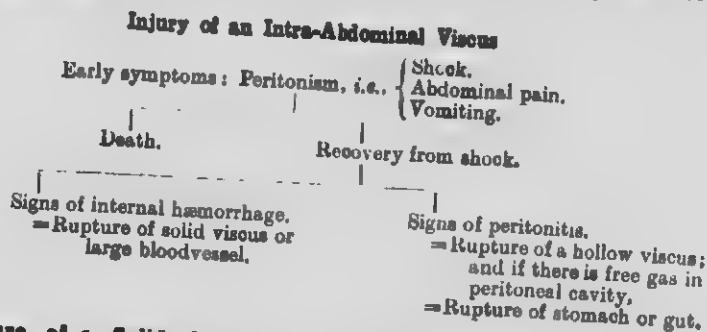 Injury of an Intra-Abdominal Viscus
Early symptoms: Peritonism, i.e., { Shock.
Abdominal pain.
Vomiting.
Death.
Recovery from shock.
Signs of internal hæmorrhage.
=Rupture of solid viscus or
large bloodvessel.
Signs of peritonitis.
=Rupture of a hollow viscus;
and if there is free gas in
peritoneal cavity,
=Rupture of stomach or gut.